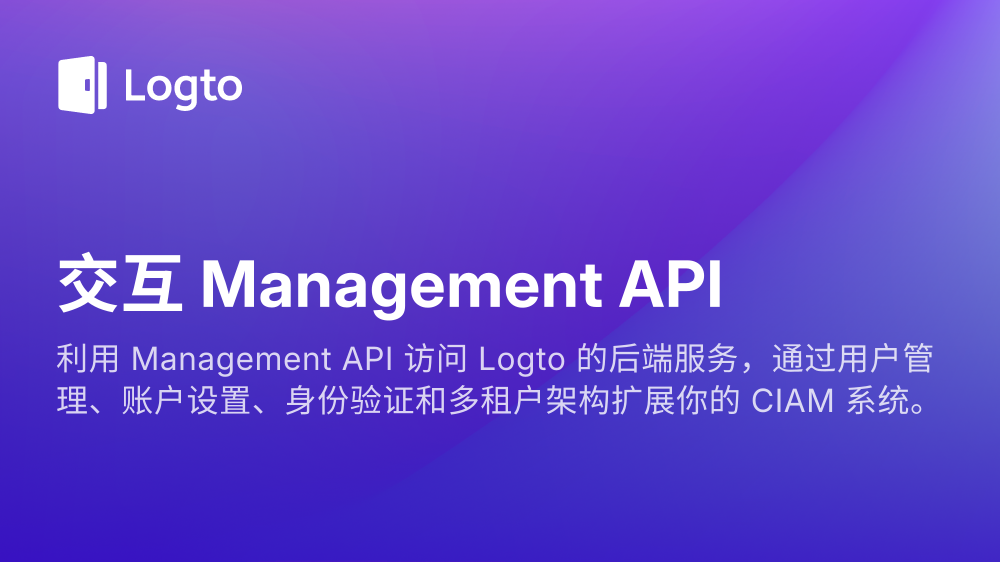 Logto
交互 Management API
利用 Management API 访问 Logto 的后端服务，通过用户管
理、账户设置、身份验证和多租户架构扩展你的 CIAM 系统。